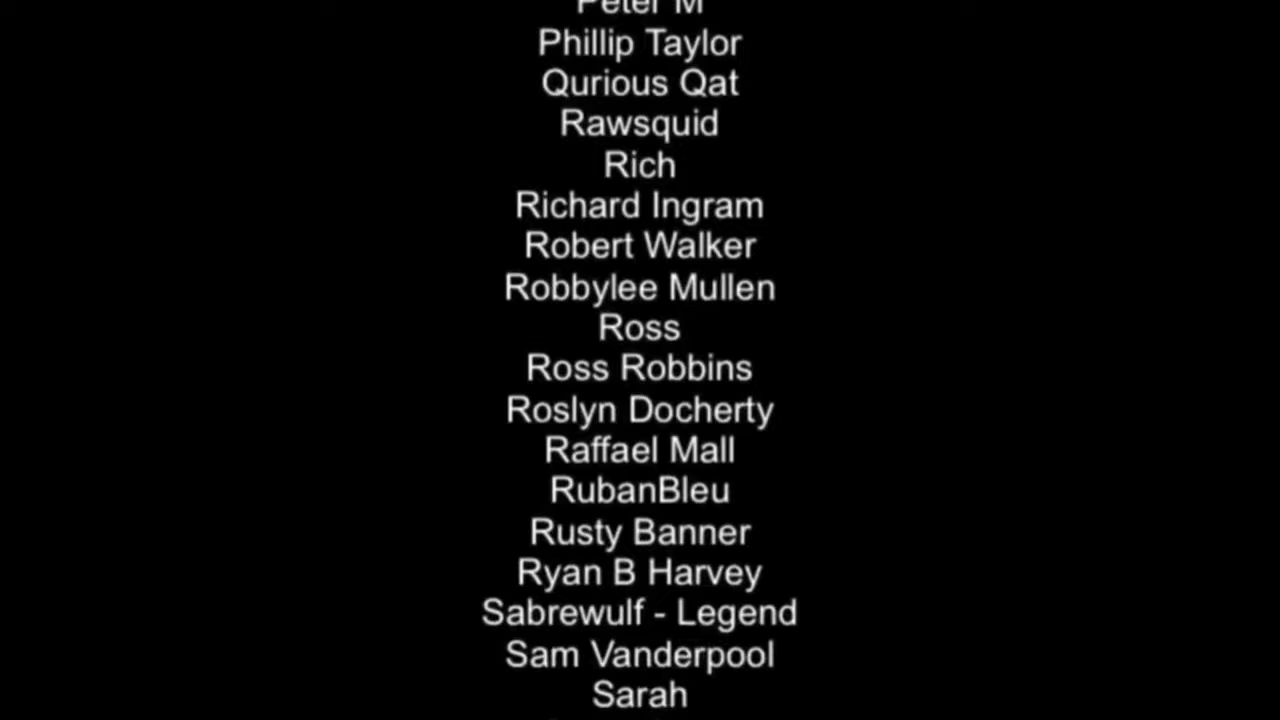 Peter M
Phillip Taylor
Qurious Qat
Rawsquid
Rich
Richard Ingram
Robert Walker
Robbylee Mullen
Ross
Ross Robbins
Roslyn Docherty
Raffael Mall
RubanBleu
Rusty Banner
Ryan B Harvey
Sabrewulf - Legend
Sam Vanderpool
Sarah